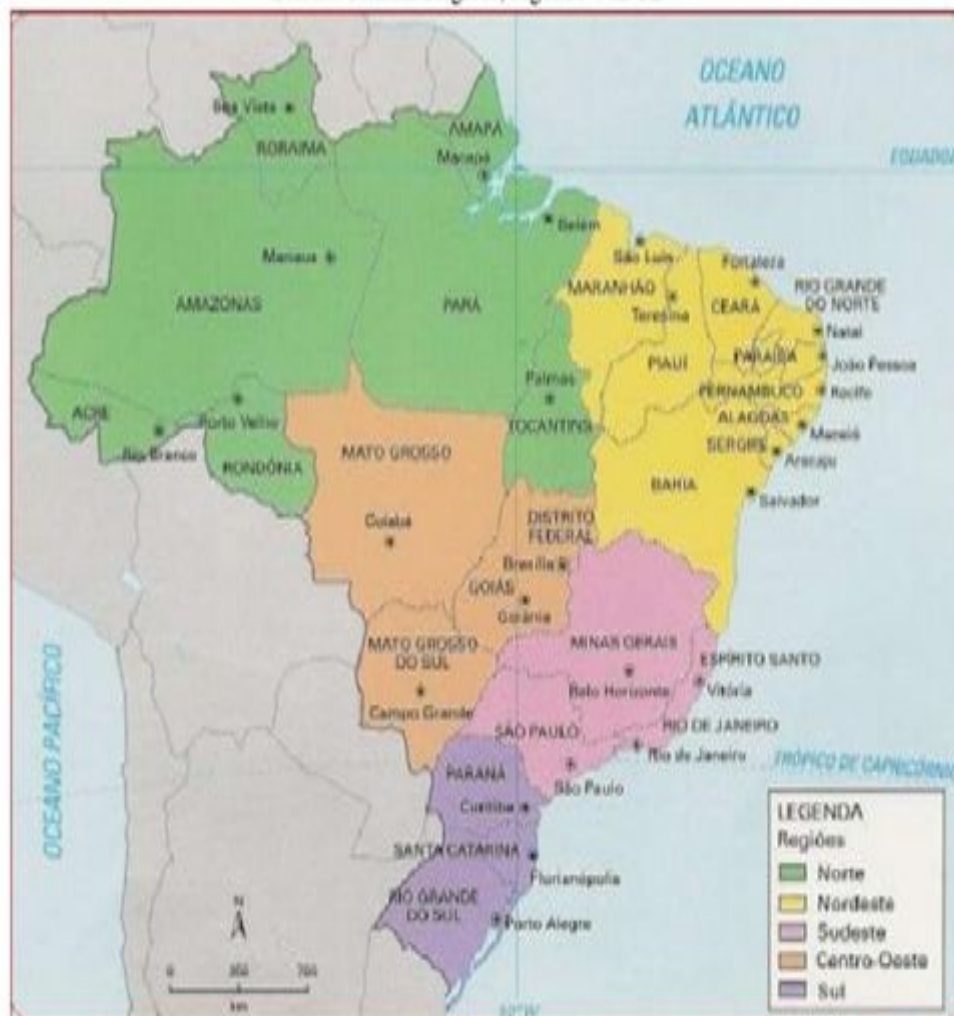 OCEANO
ATLÂNTICO
EQUADOR
Boa Vista
RORAIMA
AMAPÁ
Macapá
Belém
São Luís
Fortaleza
Manaus
MARANHÃO
RIO GRANDE
DO NORTE
AMAZONAS
PARÁ
Teresina
CEARÁ
Natal
PARAÍBA
João Pessoa
PIAUÍ
Palmas
PERNAMBUCO
Recife
ACRE
Porto Velho
TOCANTINS
ALAGOAS
Maceió
Rio Branco
RONDÔNIA
MATO GROSSO
SERGIPE
Aracaju
BAHIA
Salvador
Cuiabá
DISTRITO
FEDERAL
Brasília
GOIÁS
Goiânia
MATO GROSSO
DO SUL
MINAS GERAIS
ESPÍRITO SANTO
Belo Horizonte
Vitória
Campo Grande
SÃO PAULO
RIO DE JANEIRO
Rio de Janeiro
OCEANO PACÍFICO
TRÓPICO DE CAPRICÓRNIO
PARANÁ
São Paulo
Curitiba
SANTA CATARINA
Florianópolis
RIO GRANDE
DO SUL
Porto Alegre
N
0 350 700
km
50°W
LEGENDA
Regiões
Norte
Nordeste
Sudeste
Centro-Oeste
Sul